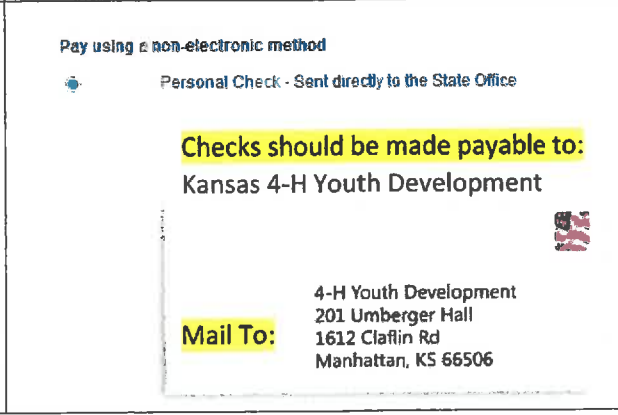 Pay using a non-electronic method
Personal Check - Sent directly to the State Office
Checks should be made payable to:
Kansas 4-H Youth Development
4-H Youth Development
201 Umberger Hall
Mail To: 1612 Claflin Rd
Manhattan, KS 66506